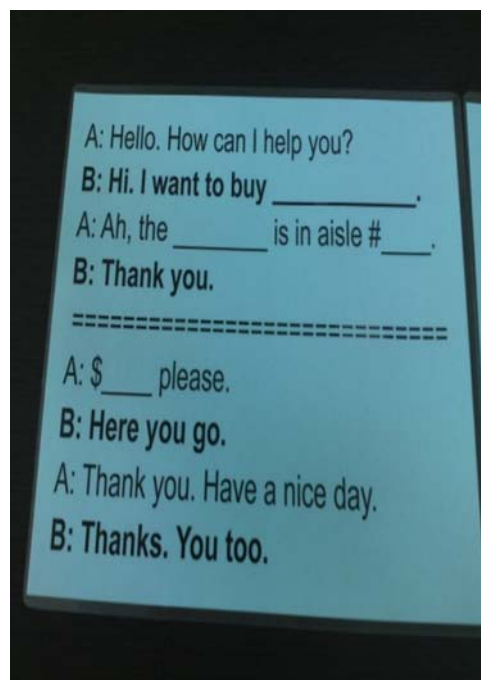 A: Hello. How can I help you?
B: Hi. I want to buy ___________.
A: Ah, the _______ is in aisle #____.
B: Thank you.
=============================
A: $____ please.
B: Here you go.
A: Thank you. Have a nice day.
B: Thanks. You too.